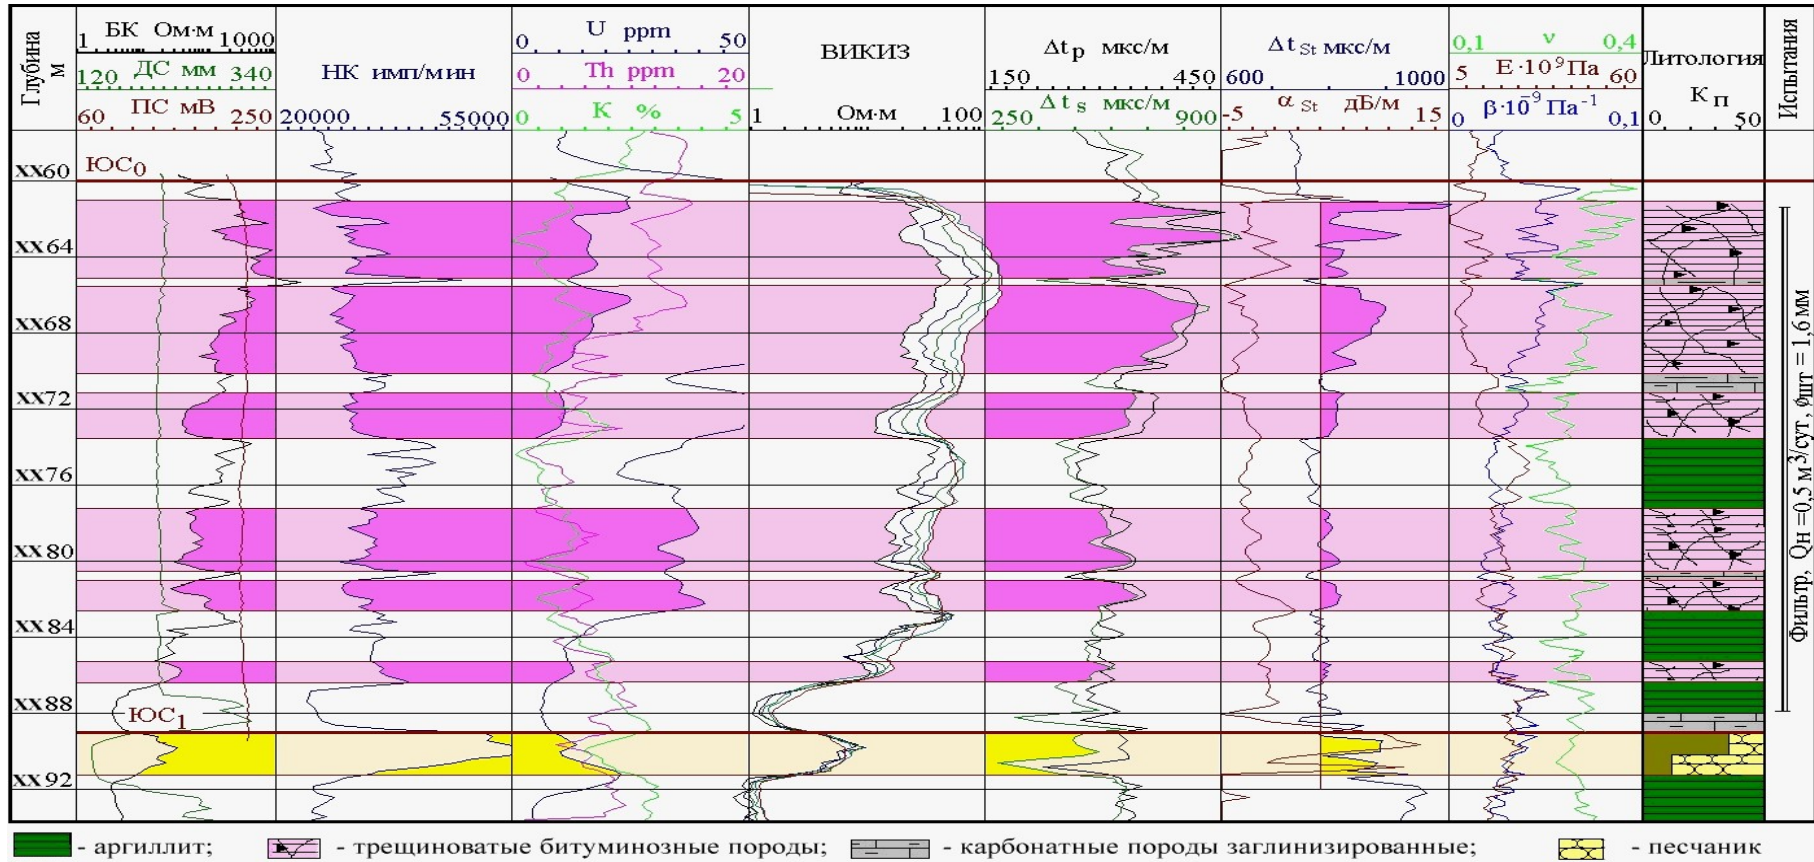 Глубина м
БК Ом·м
1 1000
ДС мм
120 340
ПС мВ
60 250
НК имп/мин
20000 55000
U ppm
0 50
Th ppm
0 20
K %
0 5
ВИКИЗ
Ом·м
1 100
Δtp мкс/м
150 450
Δts мкс/м
250 900
ΔtSt мкс/м
600 1000
αSt дБ/м
-5 15
0,1 ν 0,4
E·10⁹Па
5 60
β·10⁻⁹ Па⁻¹
0 0,1
Литология
Кп
0 50
Испытания
XX60
ЮС0
XX64
XX68
XX72
XX76
XX80
XX84
XX88
ЮС1
XX92
Фильтр, Qн=0,5 м³/сут, φшт = 1,6 мм
- аргиллит;
- трещиноватые битуминозные породы;
- карбонатные породы заглинизированные;
- песчаник